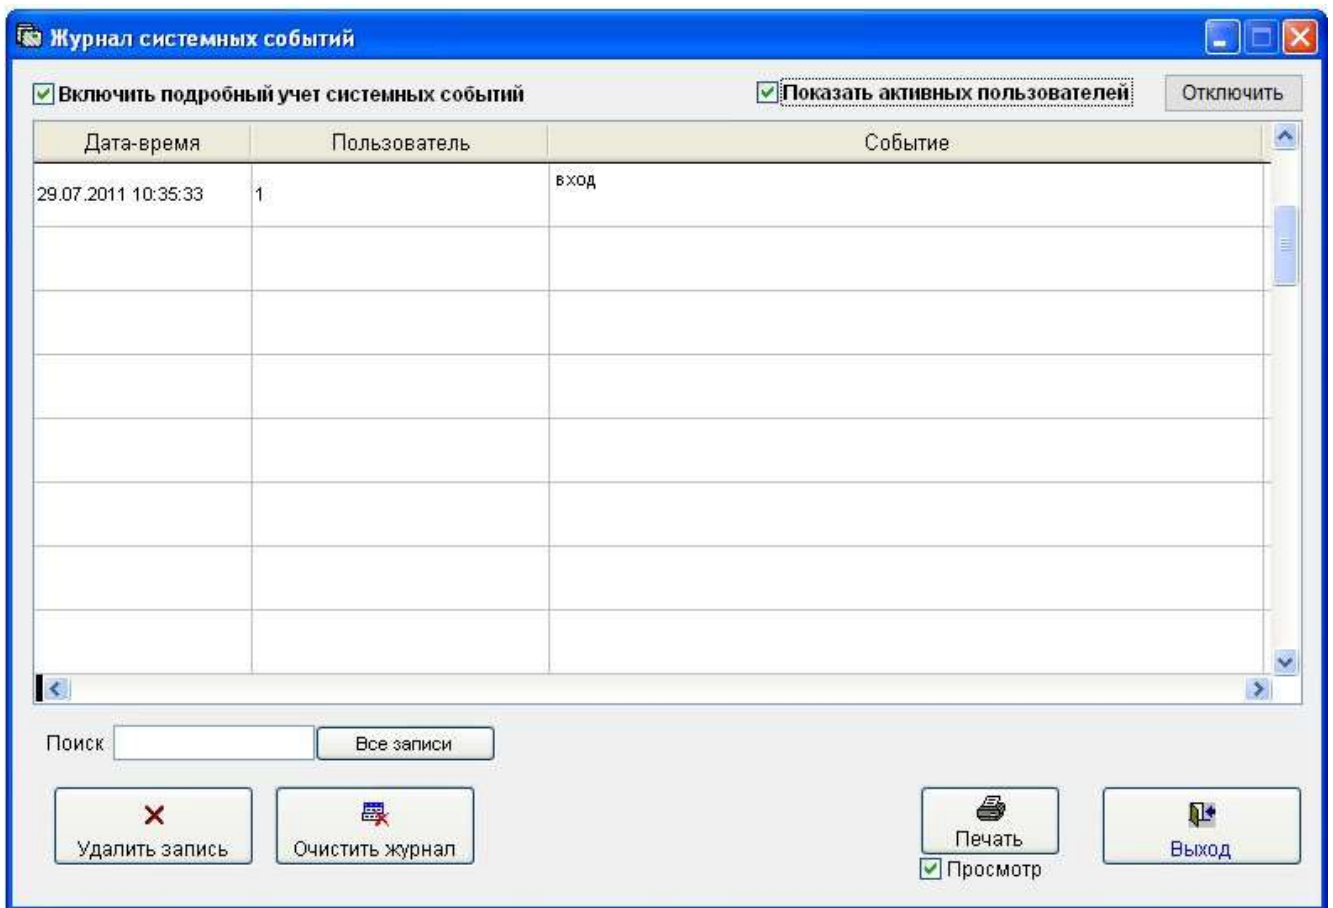 Журнал системных событий
Включить подробный учет системных событий Показать активных пользователей Отключить
Дата-время Пользователь Событие
29.07.2011 10:35:33 1 вход
Поиск Все записи
Удалить запись Очистить журнал Печать Выход
Просмотр